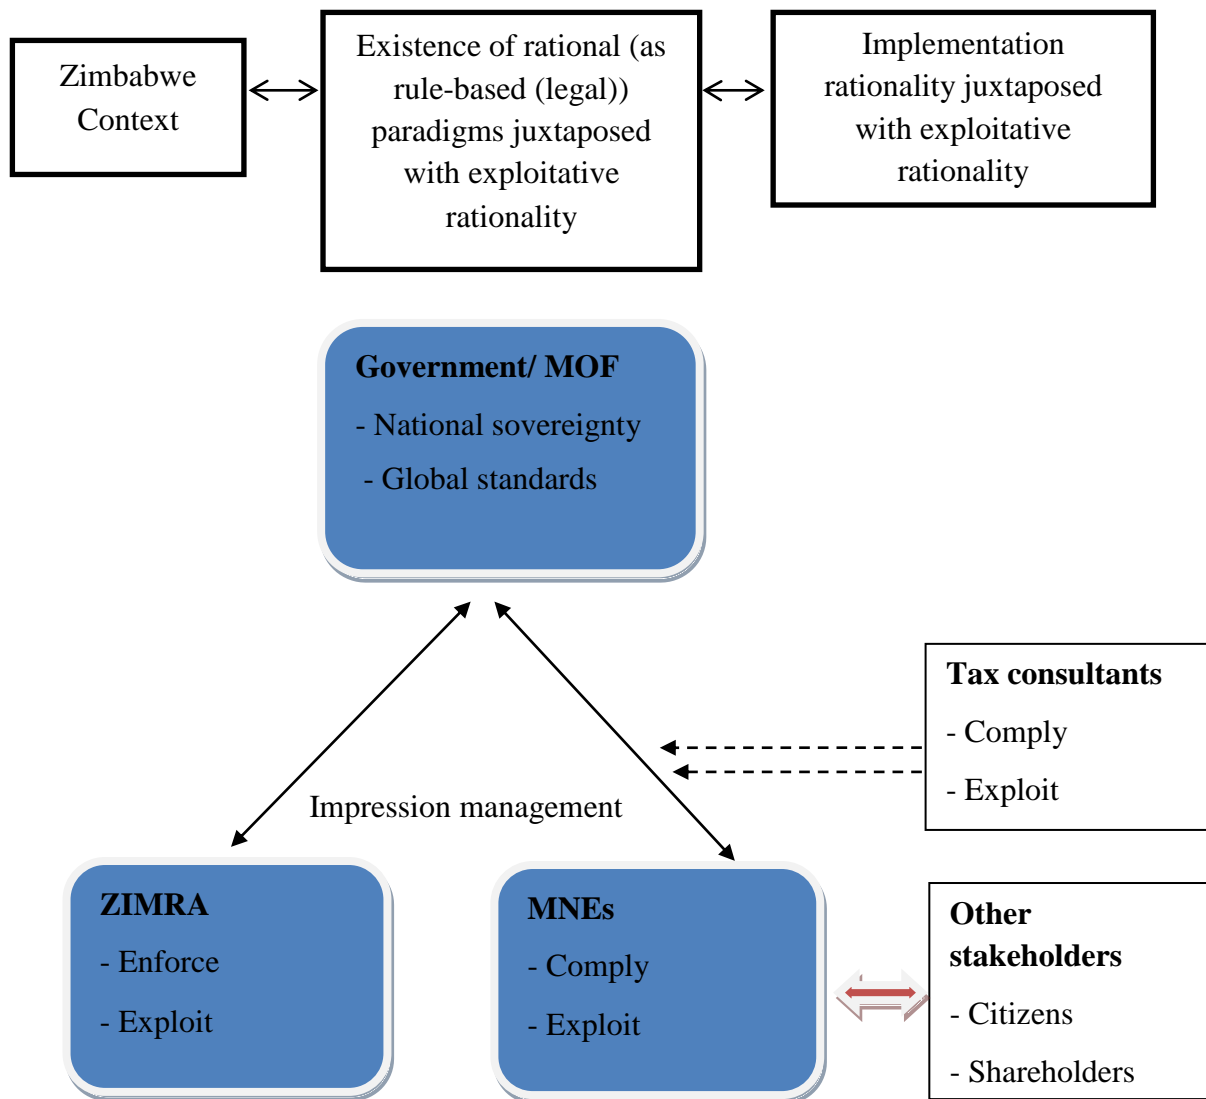 Zimbabwe
Context
Existence of rational (as
rule-based (legal))
paradigms juxtaposed
with exploitative
rationality
Implementation
rationality juxtaposed
with exploitative
rationality
Government/ MOF
- National sovereignty
- Global standards
Tax consultants
- Comply
- Exploit
Impression management
ZIMRA
- Enforce
- Exploit
MNEs
- Comply
- Exploit
Other
stakeholders
- Citizens
- Shareholders